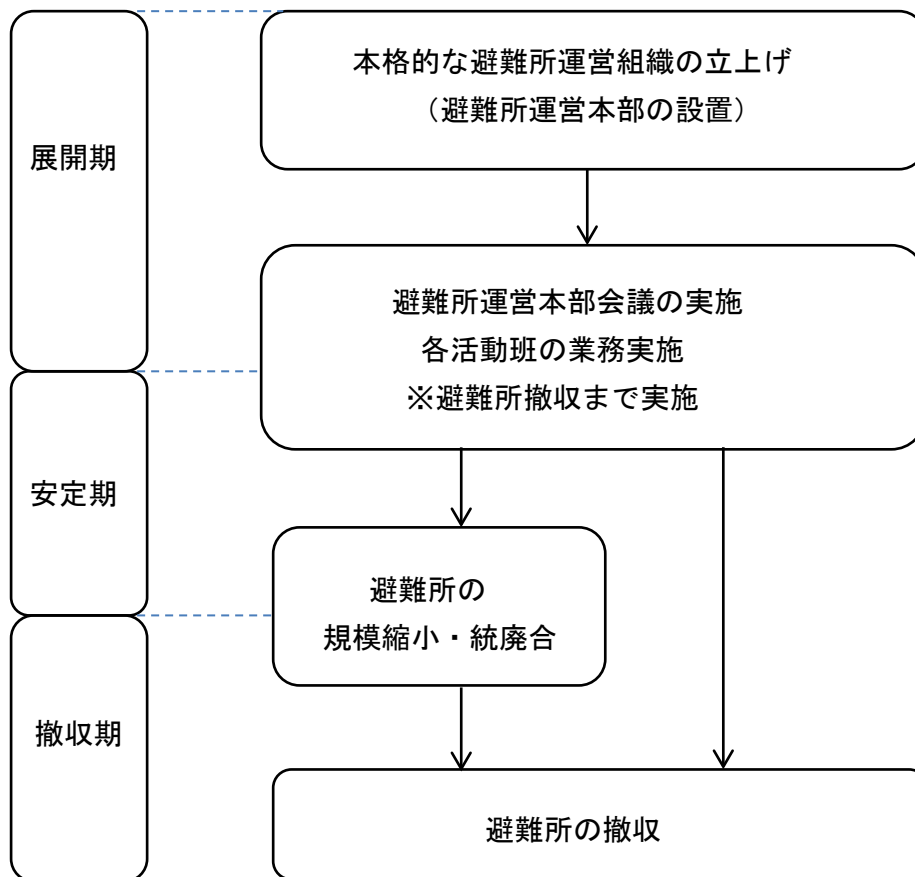 展開期
本格的な避難所運営組織の立上げ
（避難所運営本部の設置）
避難所運営本部会議の実施
各活動班の業務実施
※避難所撤収まで実施
安定期
避難所の
規模縮小・統廃合
撤収期
避難所の撤収